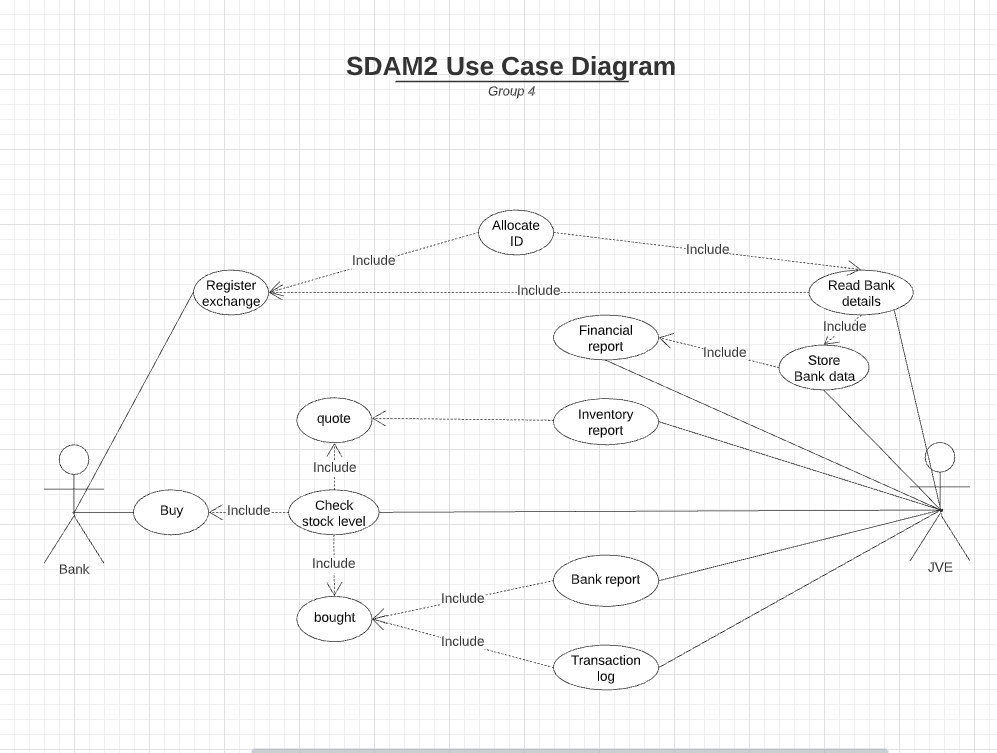 SDAM2 Use Case Diagram
Group 4
Allocate
ID
Include
Include
Register
exchange
Include
Read Bank
details
Include
Financial
report
Include
Store
Bank data
quote
Inventory
report
Include
Buy
Include
Check
stock level
Include
Bank
JVE
Bank report
Include
bought
Include
Transaction
log